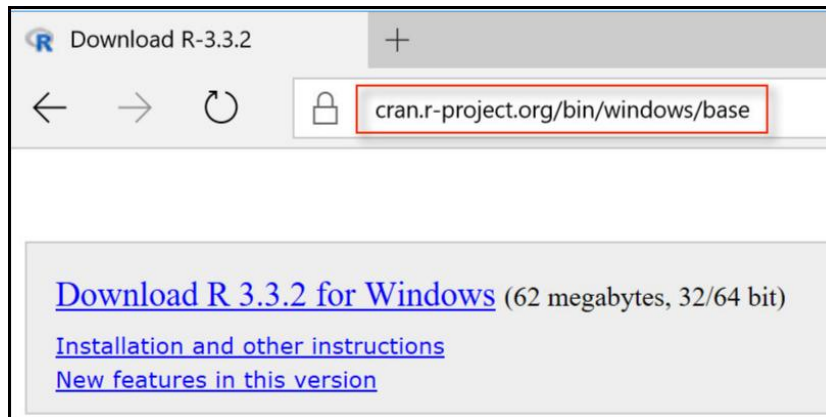 Download R-3.3.2
cran.r-project.org/bin/windows/base
Download R 3.3.2 for Windows (62 megabytes, 32/64 bit)
Installation and other instructions
New features in this version